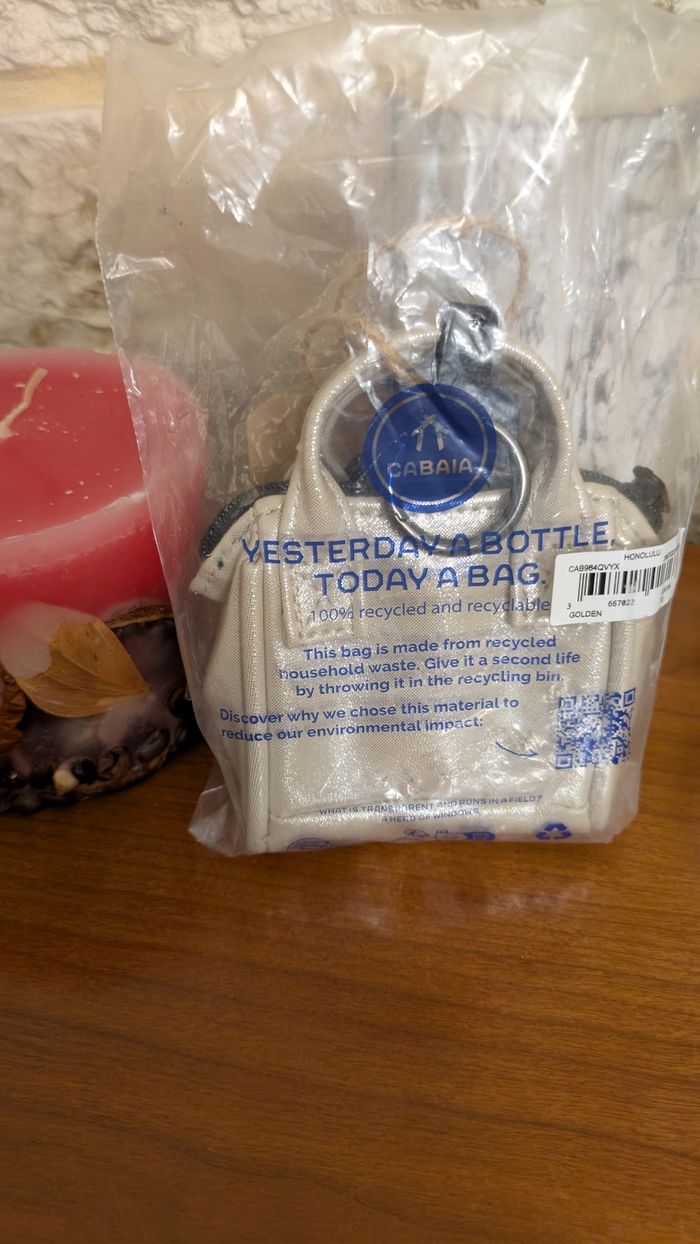 CABAIA
YESTERDAY A BOTTLE,
TODAY A BAG.
100% recycled and recyclable
HONOLULU
CAB964QVYX
3 667022
GOLDEN
This bag is made from recycled
household waste. Give it a second life
by throwing it in the recycling bin.
Discover why we chose this material to
reduce our environmental impact:
WHAT IS TRANSPARENT AND RUNS IN A FIELD?
A HERD OF WINDOWS.